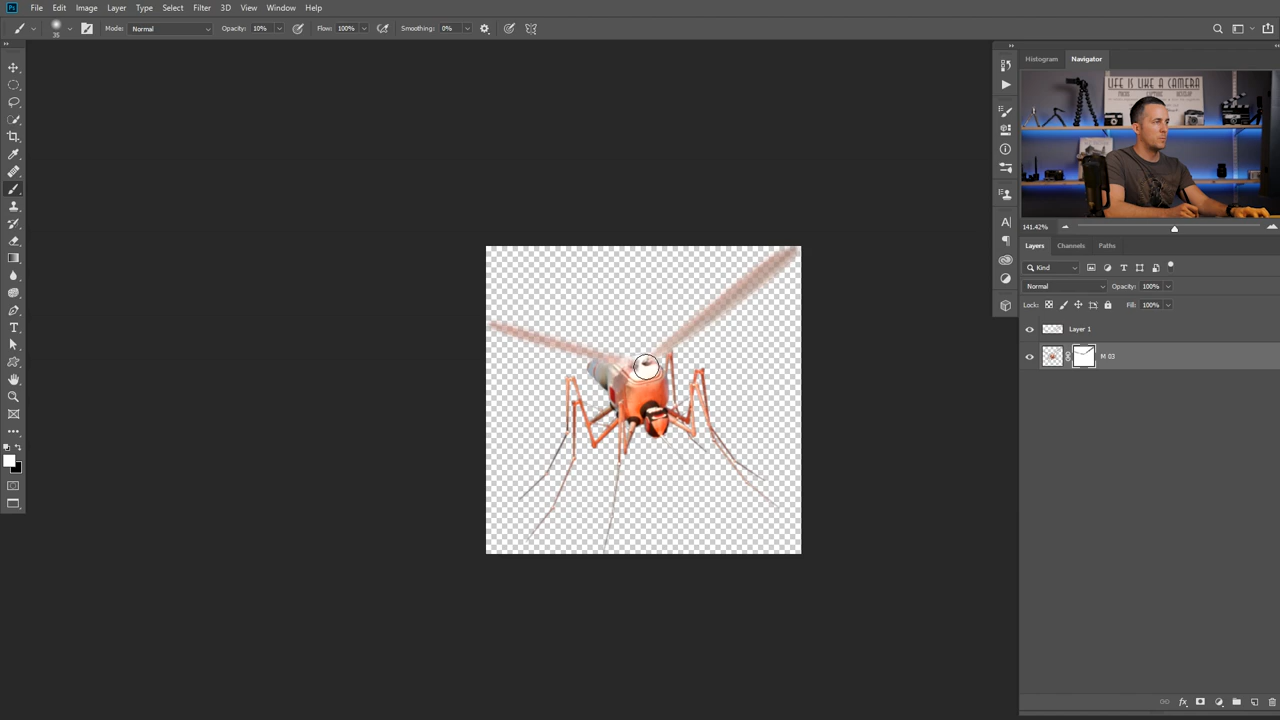 Ps File Edit Image Layer Type Select Filter 3D View Window Help
35 Mode: Normal Opacity: 10% Flow: 100% Smoothing: 0%
Histogram Navigator
LIFE IS LIKE A CAMERA
141.42%
Layers Channels Paths
Kind
Normal Opacity: 100%
Lock: Fill: 100%
Layer 1
M 03